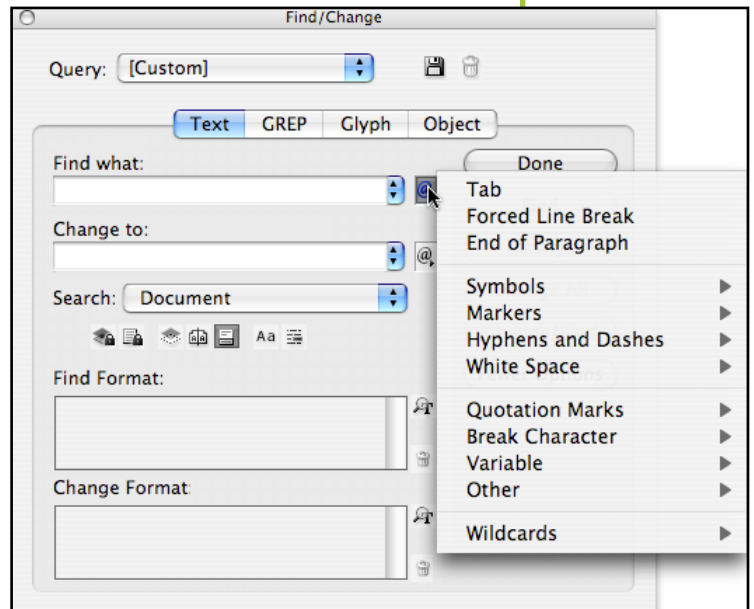 Find/Change
Query: [Custom]
Text GREP Glyph Object
Find what:
Done
@
Change to:
@
Search: Document
Aa
Find Format:
Change Format:
Tab
Forced Line Break
End of Paragraph
Symbols
Markers
Hyphens and Dashes
White Space
Quotation Marks
Break Character
Variable
Other
Wildcards